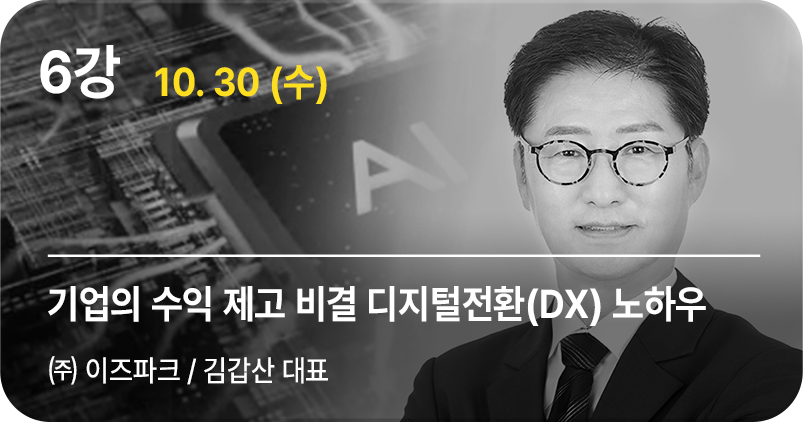 6강 10. 30 (수)
AI
기업의 수익 제고 비결 디지털전환(DX) 노하우
㈜ 이즈파크 / 김갑산 대표